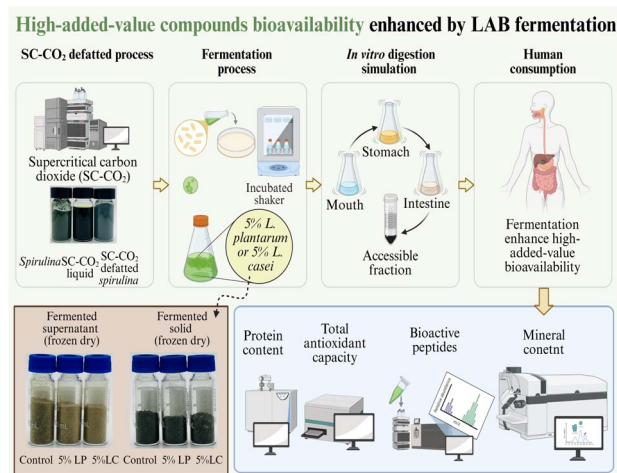 High-added-value compounds bioavailability enhanced by LAB fermentation
SC-CO₂ defatted process
Supercritical carbon
dioxide (SC-CO₂)
Spirulina
SC-CO₂
liquid
SC-CO₂
defatted
spirulina
Fermentation
process
Incubated
shaker
5% L.
plantarum
or 5% L.
casei
In vitro digestion
simulation
Stomach
Mouth
Intestine
Accessible
fraction
Human
consumption
Fermentation
enhance high-
added-value
bioavailability
Fermented
supernatant
(frozen dry)
Control 5% LP 5%LC
Fermented
solid
(frozen dry)
Control 5% LP 5%LC
Protein
content
Total
antioxidant
capacity
Bioactive
peptides
Mineral
conetnt